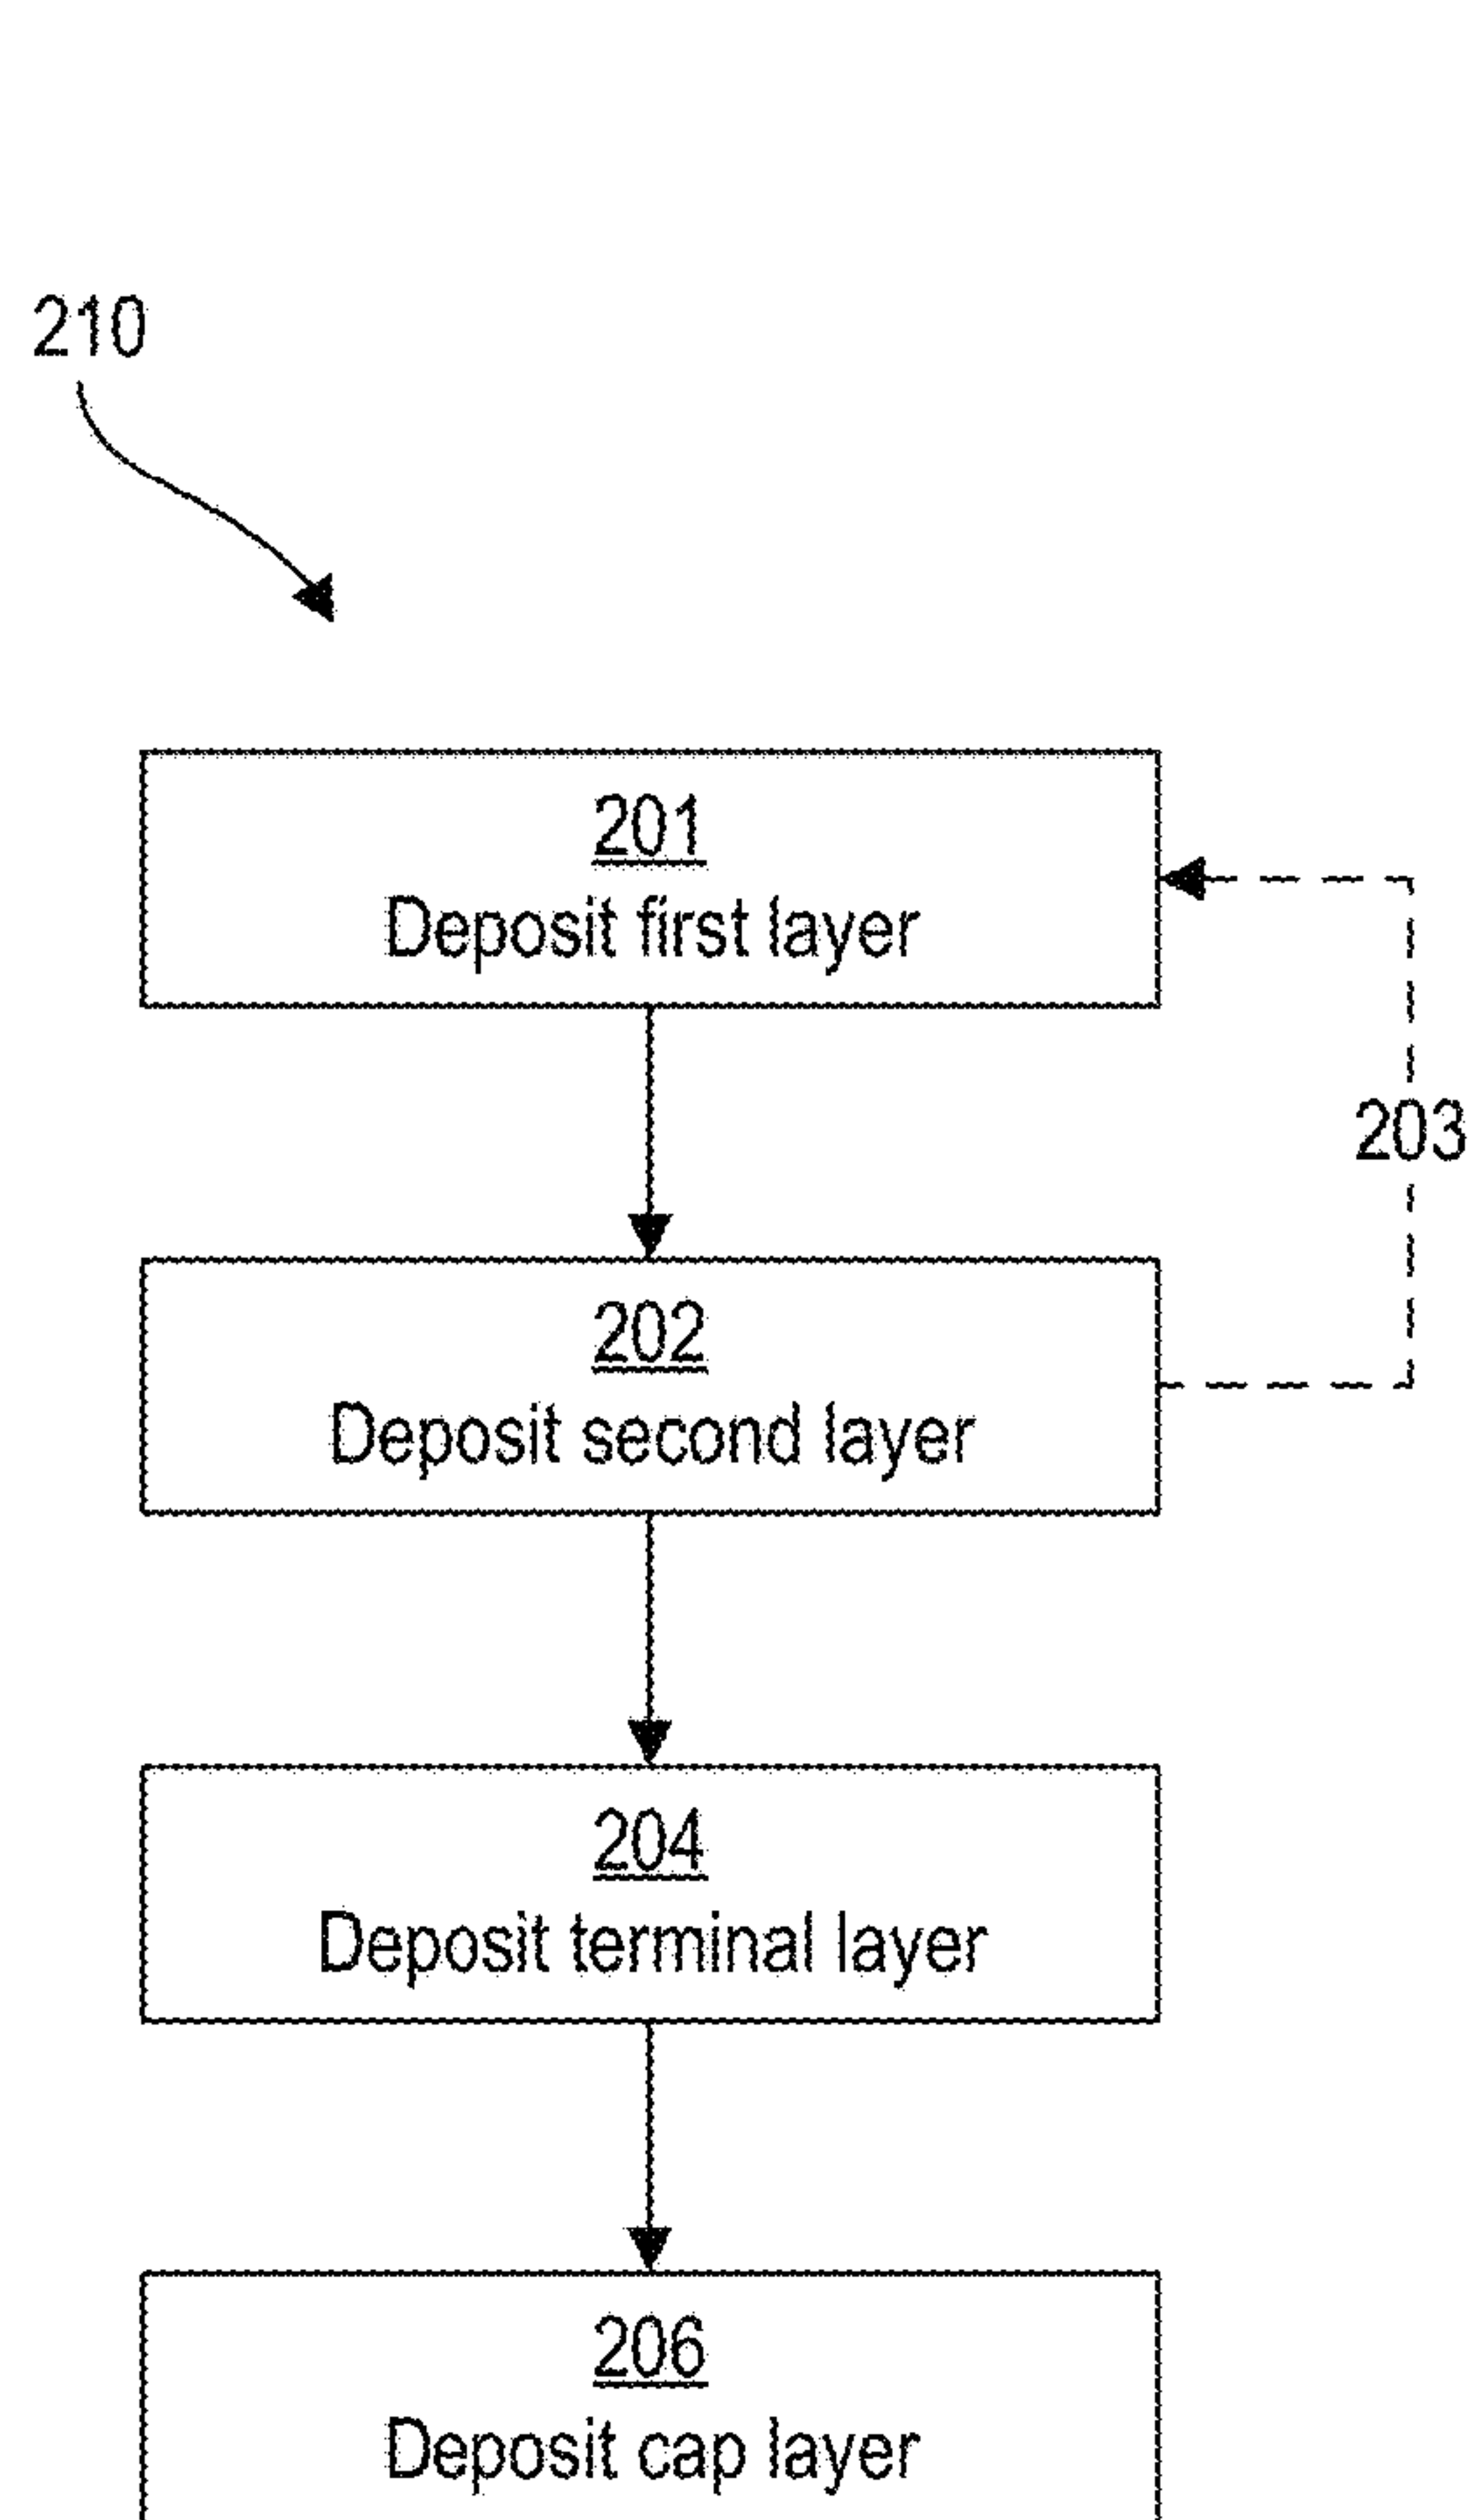 210
201
Deposit first layer
203
202
Deposit second layer
204
Deposit terminal layer
206
Deposit cap layer